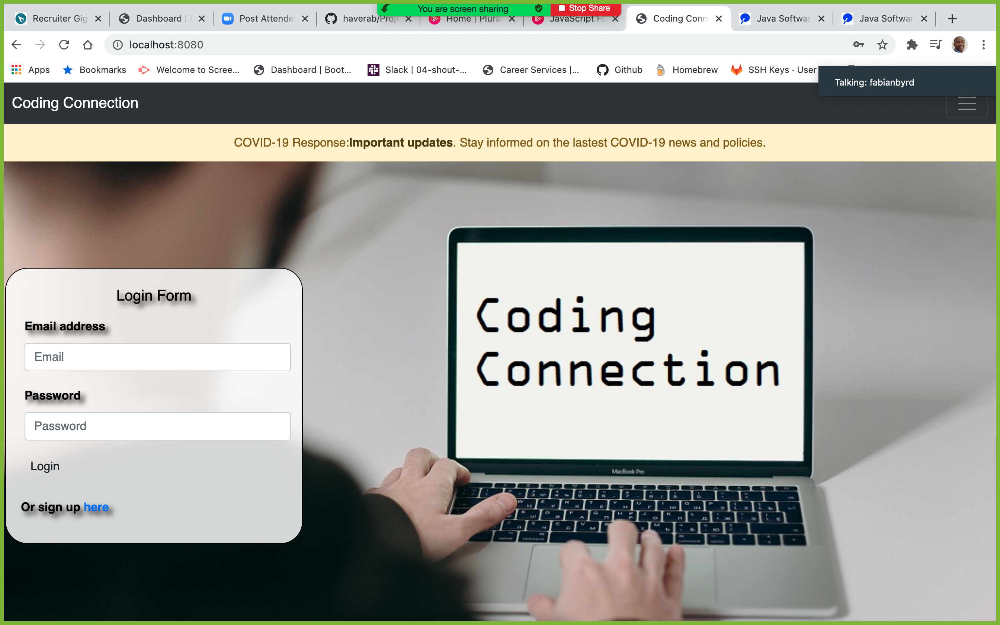 You are screen sharing Stop Share
Recruiter Gig Dashboard | Post Attende haverab/Proje Home | Plura JavaScript Fu Coding Conn Java Softwar Java Softwar
localhost:8080
Apps Bookmarks Welcome to Scree... Dashboard | Boot... Slack | 04-shout-... Career Services |... Github Homebrew SSH Keys · User
Talking: fabianbyrd
Coding Connection
COVID-19 Response:Important updates. Stay informed on the lastest COVID-19 news and policies.
Login Form
Email address
Email
Password
Password
Login
Or sign up here
Coding
Connection
MacBook Pro